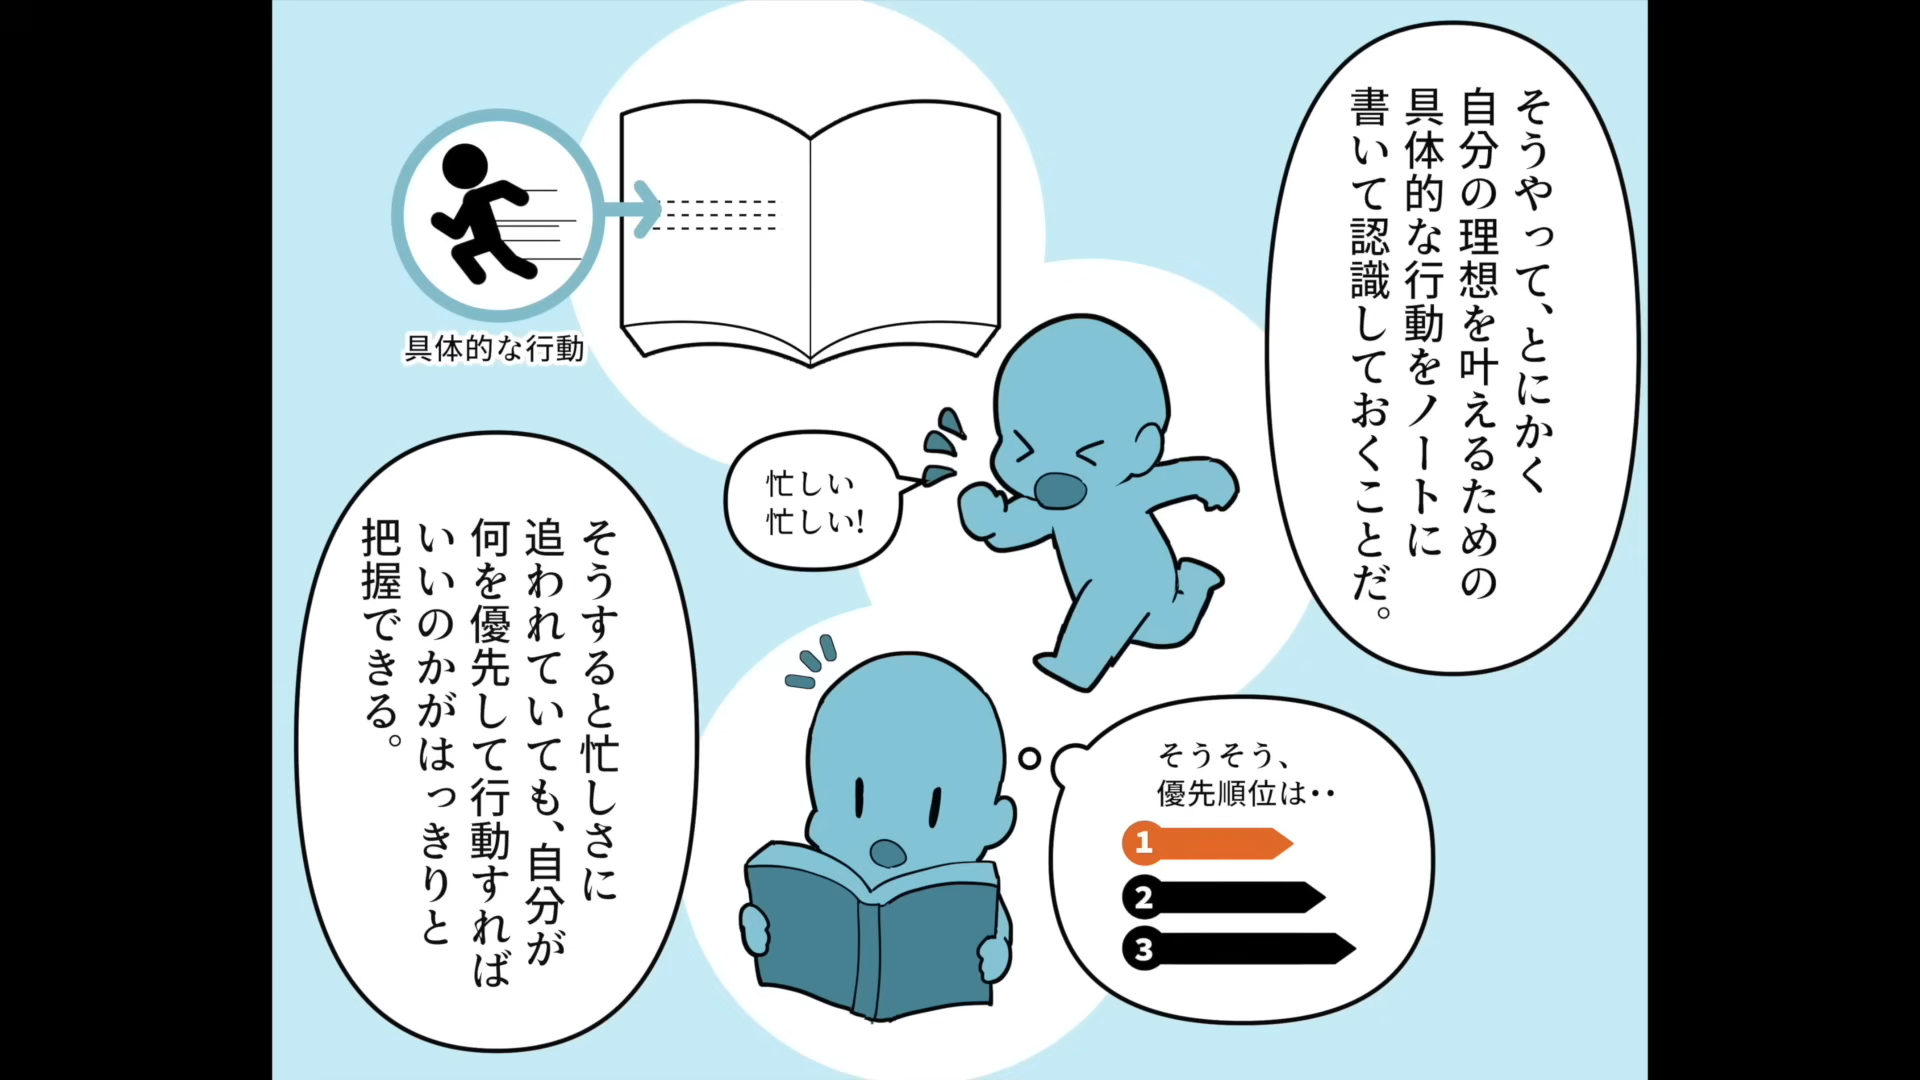 そうやって、とにかく
自分の理想を叶えるための
具体的な行動をノートに
書いて認識しておくことだ。
具体的な行動
忙しい
忙しい!
そうすると忙しさに
追われていても、自分が
何を優先して行動すれば
いいのかがはっきりと
把握できる。
そうそう、
優先順位は・・
1
2
3